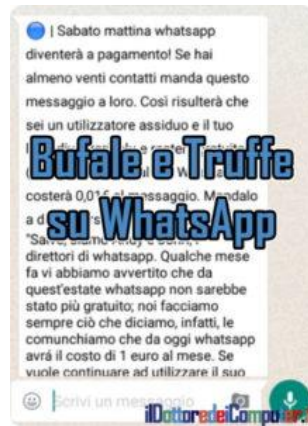 | Sabato mattina whatsapp
diventerà a pagamento! Se hai
almeno venti contatti manda questo
messaggio a loro. Così risulterà che
sei un utilizzatore assiduo e il tuo
Bufale e Truffe
costerà 0,01€ al messaggio. Mandalo
su WhatsApp
direttori di whatsapp. Qualche mese
fa vi abbiamo avvertito che da
quest'estate whatsapp non sarebbe
stato più gratuito; noi facciamo
sempre ciò che diciamo, infatti, le
comunichiamo che da oggi whatsapp
avrá il costo di 1 euro al mese. Se
vuole continuare ad utilizzare il suo
Scrivi un messaggio
ilDottoredeiComputer.